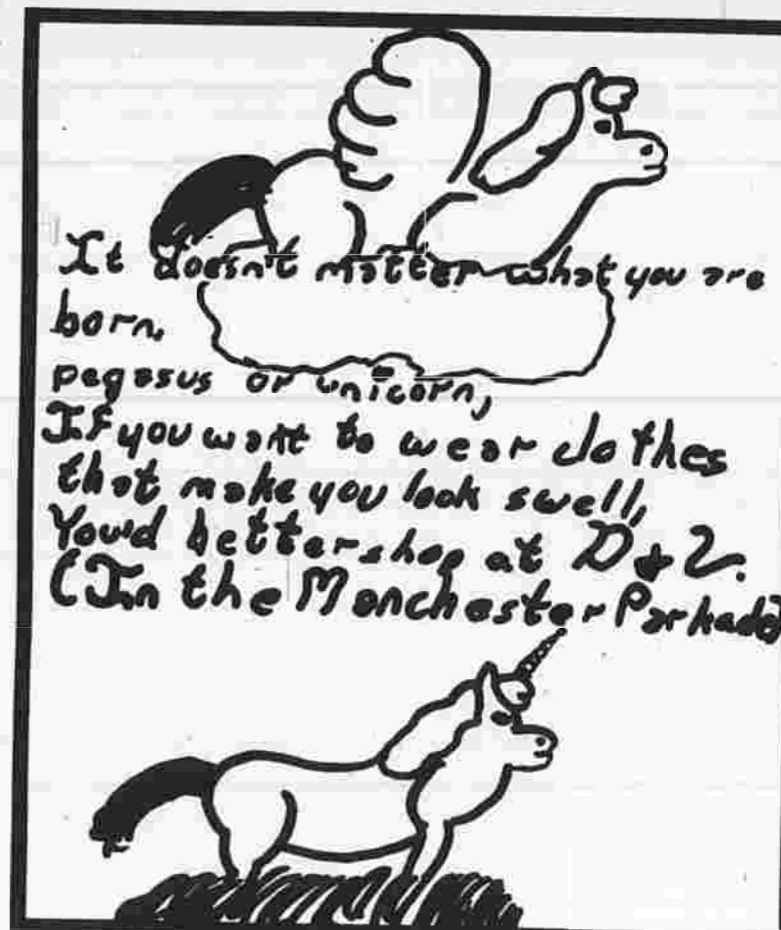 It doesn't matter what you are
born,
pegasus or unicorn,
If you want to wear clothes
that make you look swell,
You'd better shop at D & L.
(In the Manchester Parkade)